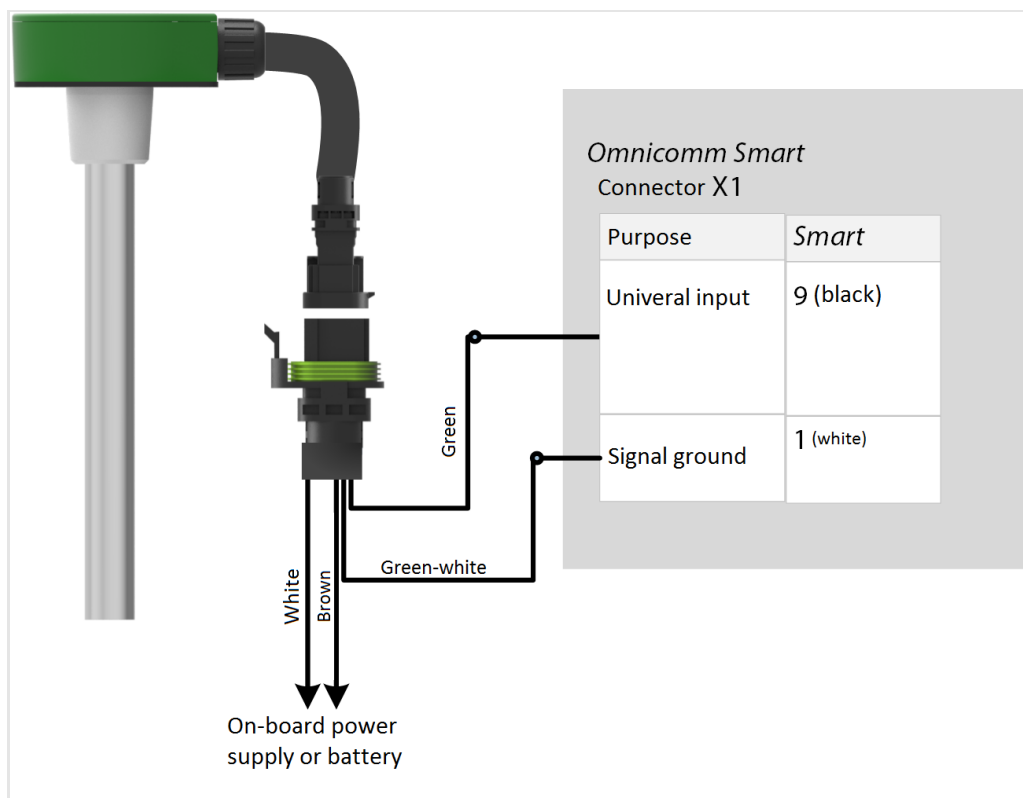 Omnicomm Smart
Connector X1
Purpose
Smart
Univeral input
9 (black)
Signal ground
1 (white)
Green
Green-white
White
Brown
On-board power
supply or battery